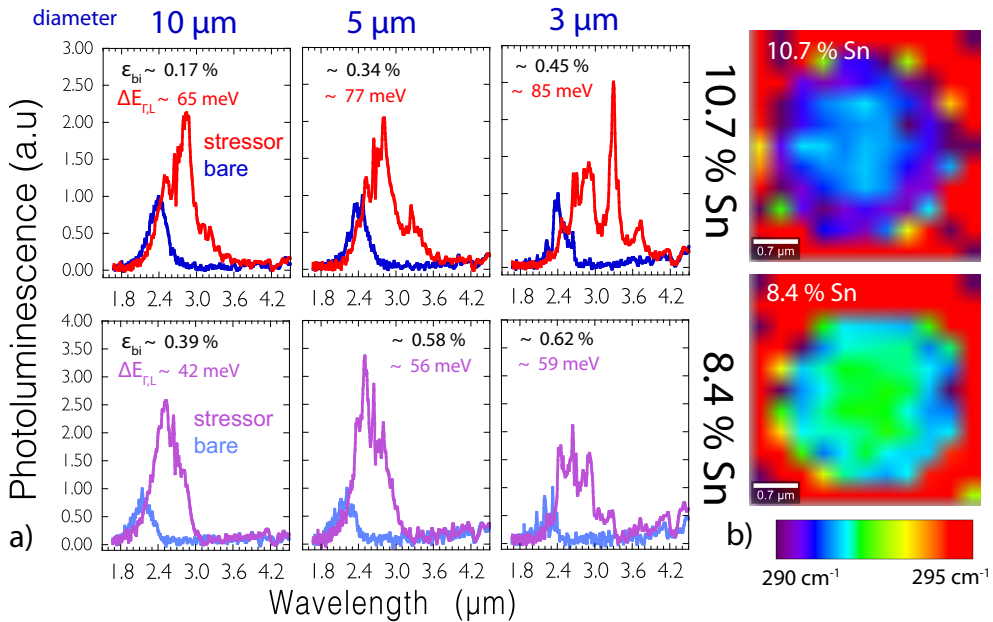 diameter
10 μm
5 μm
3 μm
Photoluminescence (a.u)
3.00
2.50
2.00
1.50
1.00
0.50
0.00
ε_bi ~ 0.17 %
ΔE_Γ,L ~ 65 meV
stressor
bare
~ 0.34 %
~ 77 meV
~ 0.45 %
~ 85 meV
1.8 2.4 3.0 3.6 4.2
1.8 2.4 3.0 3.6 4.2
1.8 2.4 3.0 3.6 4.2
10.7 % Sn
4.00
3.50
3.00
2.50
2.00
1.50
1.00
0.50
0.00
ε_bi ~ 0.39 %
ΔE_Γ,L ~ 42 meV
stressor
bare
~ 0.58 %
~ 56 meV
~ 0.62 %
~ 59 meV
1.8 2.4 3.0 3.6 4.2
1.8 2.4 3.0 3.6 4.2
1.8 2.4 3.0 3.6 4.2
8.4 % Sn
a)
Wavelength (μm)
10.7 % Sn
0.7 μm
8.4 % Sn
0.7 μm
b)
290 cm⁻¹
295 cm⁻¹